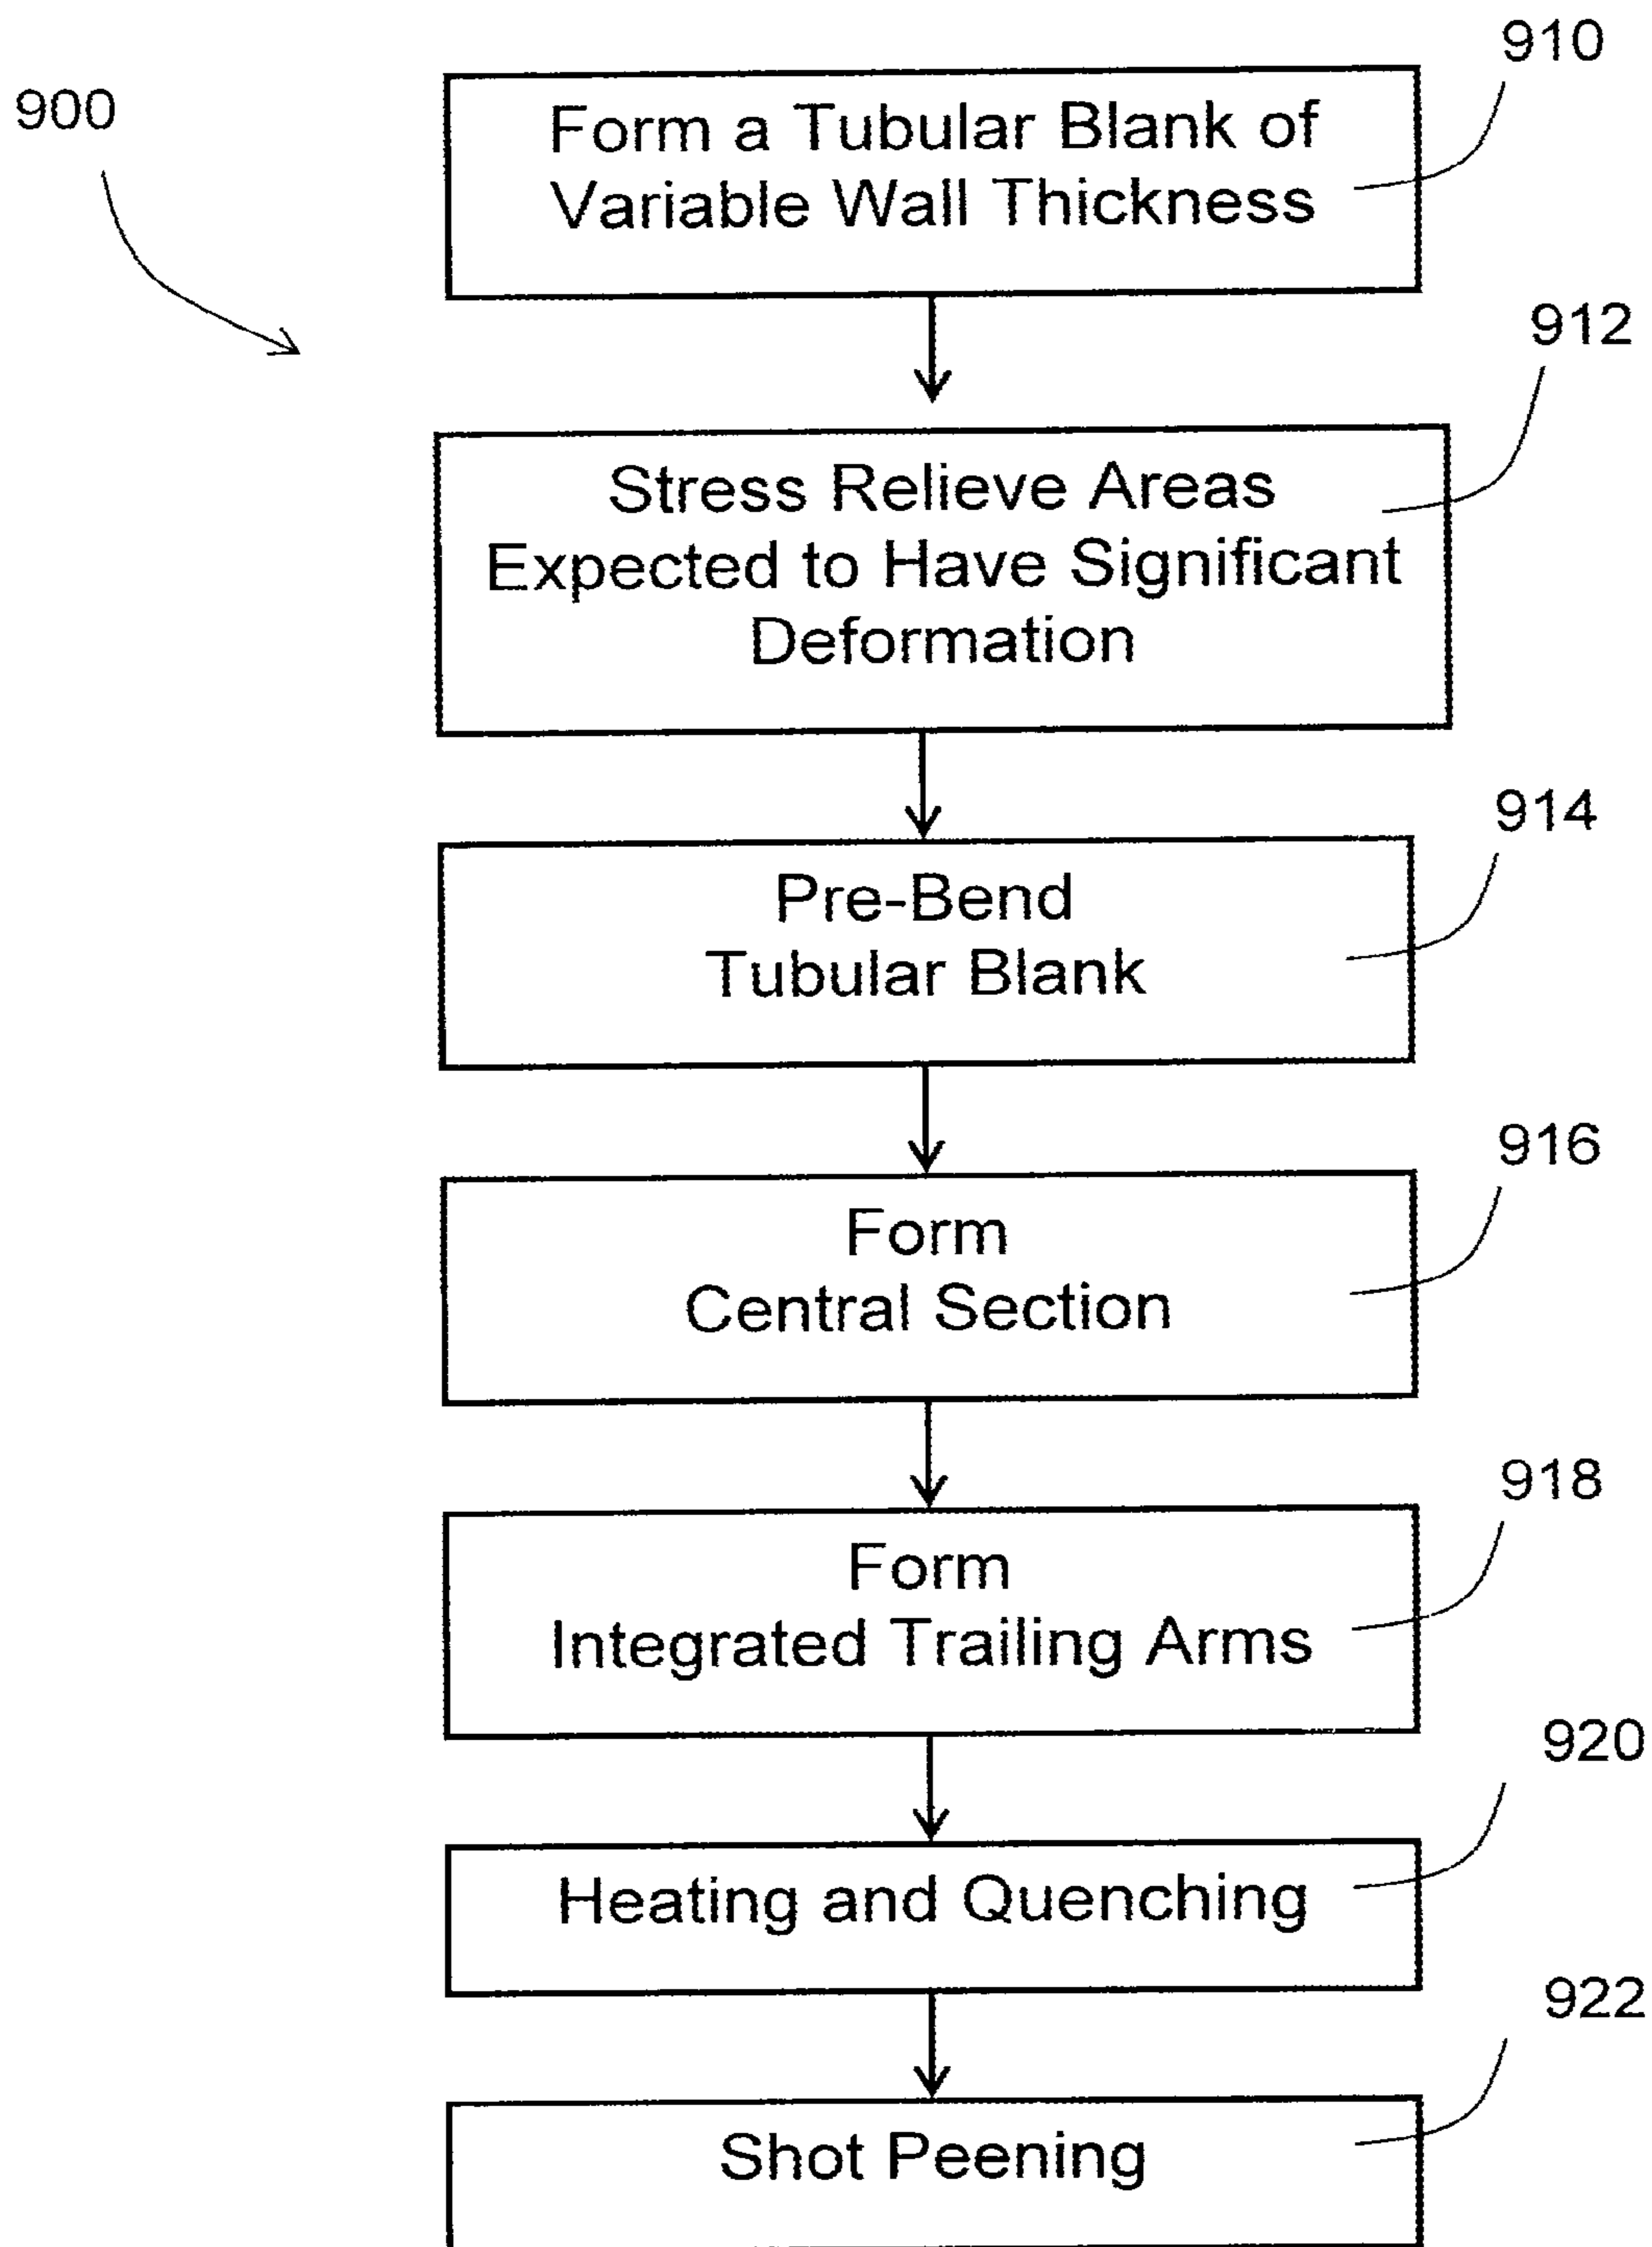 910
900
Form a Tubular Blank of
Variable Wall Thickness
912
Stress Relieve Areas
Expected to Have Significant
Deformation
914
Pre-Bend
Tubular Blank
916
Form
Central Section
918
Form
Integrated Trailing Arms
920
Heating and Quenching
922
Shot Peening